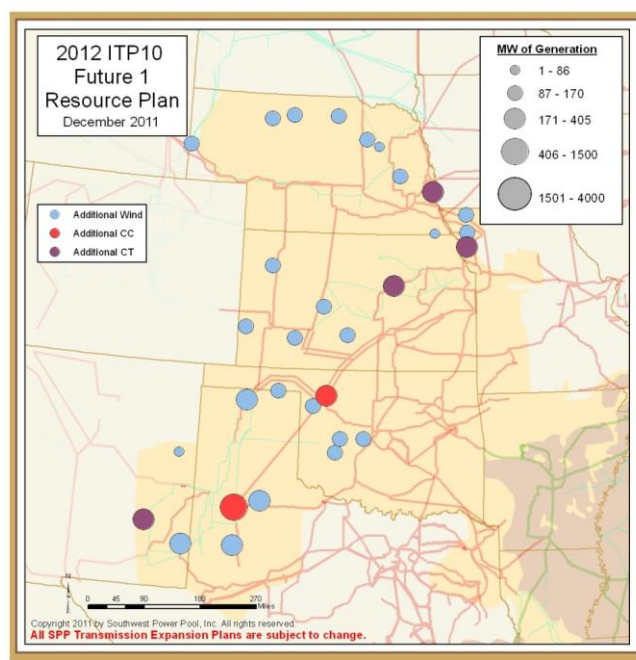 2012 ITP10
Future 1
Resource Plan
December 2011
MW of Generation
1 - 86
87 - 170
171 - 405
406 - 1500
1501 - 4000
Additional Wind
Additional CC
Additional CT
N
0 45 90 180 270
Miles
Copyright 2011 by Southwest Power Pool, Inc. All rights reserved.
All SPP Transmission Expansion Plans are subject to change.